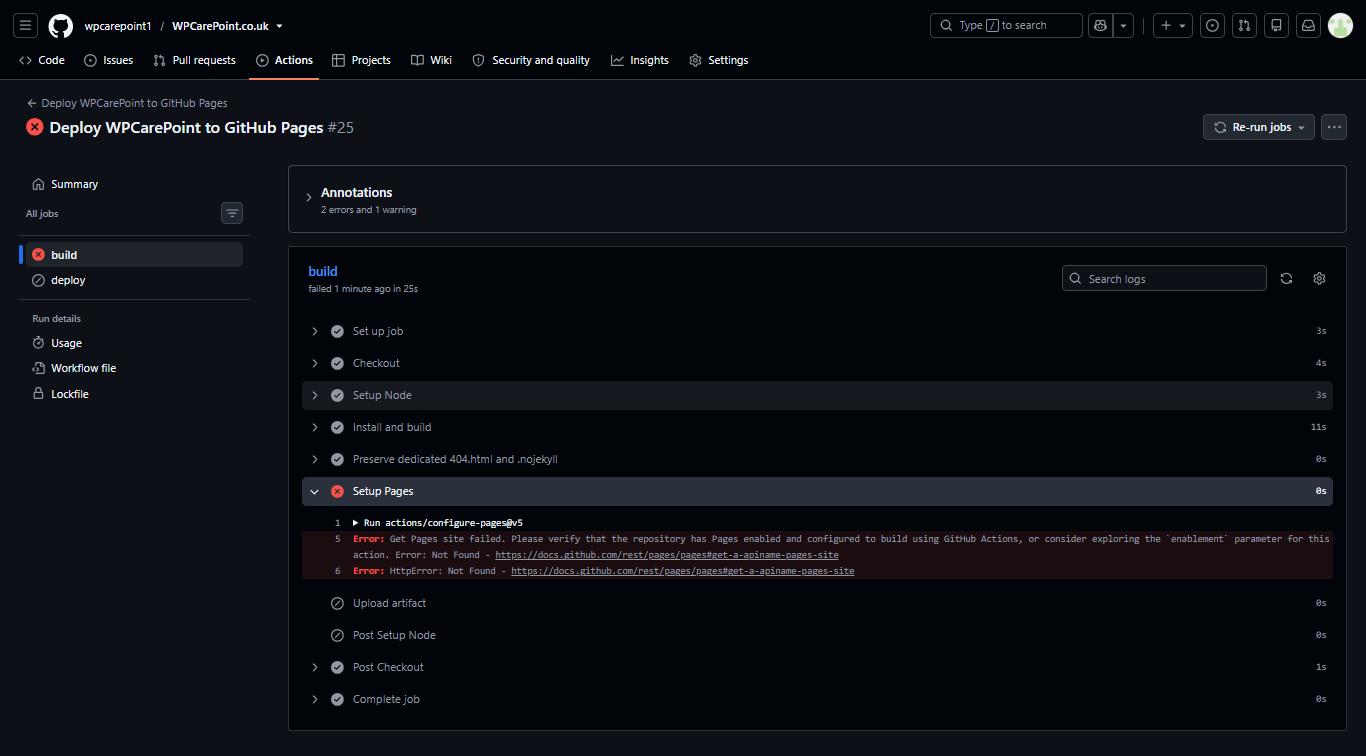 wpcarepoint1 / WPCarePoint.co.uk
Type / to search
Code Issues Pull requests Actions Projects Wiki Security and quality Insights Settings
Deploy WPCarePoint to GitHub Pages
Deploy WPCarePoint to GitHub Pages #25
Re-run jobs
Summary
All jobs
build
deploy
Run details
Usage
Workflow file
Lockfile
Annotations
2 errors and 1 warning
build
failed 1 minute ago in 25s
Search logs
Set up job 3s
Checkout 4s
Setup Node 3s
Install and build 11s
Preserve dedicated 404.html and .nojekyll 0s
Setup Pages 0s
1 Run actions/configure-pages@v5
5 Error: Get Pages site failed. Please verify that the repository has Pages enabled and configured to build using GitHub Actions, or consider exploring the `enablement` parameter for this
action. Error: Not Found - https://docs.github.com/rest/pages/pages#get-a-apiname-pages-site
6 Error: HttpError: Not Found - https://docs.github.com/rest/pages/pages#get-a-apiname-pages-site
Upload artifact 0s
Post Setup Node 0s
Post Checkout 1s
Complete job 0s